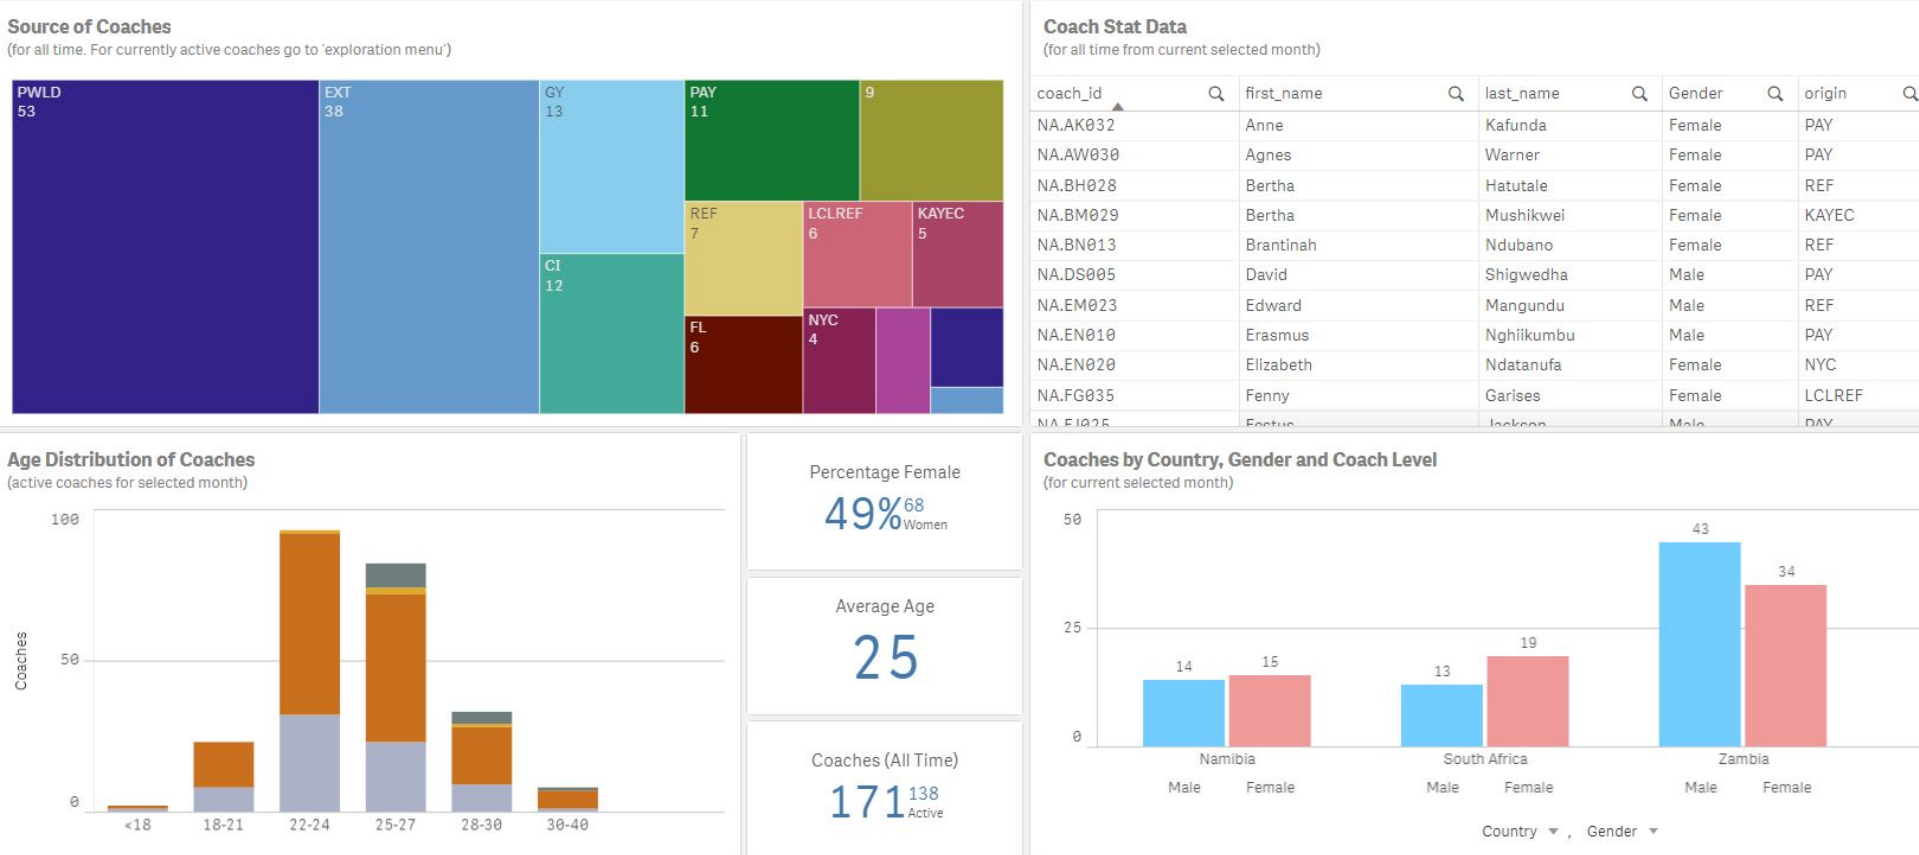 Source of Coaches
(for all time. For currently active coaches go to 'exploration menu')
PWLD
53
EXT
38
GY
13
PAY
11
9
CI
12
REF
7
LCLREF
6
KAYEC
5
FL
6
NYC
4
Coach Stat Data
(for all time from current selected month)
coach_id first_name last_name Gender origin
NA.AK032 Anne Kafunda Female PAY
NA.AW030 Agnes Warner Female PAY
NA.BH028 Bertha Hatutale Female REF
NA.BM029 Bertha Mushikwei Female KAYEC
NA.BN013 Brantinah Ndubano Female REF
NA.DS005 David Shigwedha Male PAY
NA.EM023 Edward Mangundu Male REF
NA.EN010 Erasmus Nghiikumbu Male PAY
NA.EN020 Elizabeth Ndatanufa Female NYC
NA.FG035 Fenny Garises Female LCLREF
Jackson Male PAY
Age Distribution of Coaches
(active coaches for selected month)
Coaches
100
50
0
<18 18-21 22-24 25-27 28-30 30-40
Percentage Female
49% 68
Women
Average Age
25
Coaches (All Time)
171 138
Active
Coaches by Country, Gender and Coach Level
(for current selected month)
50
25
0
14 15 13 19 43 34
Namibia South Africa Zambia
Male Female Male Female Male Female
Country , Gender